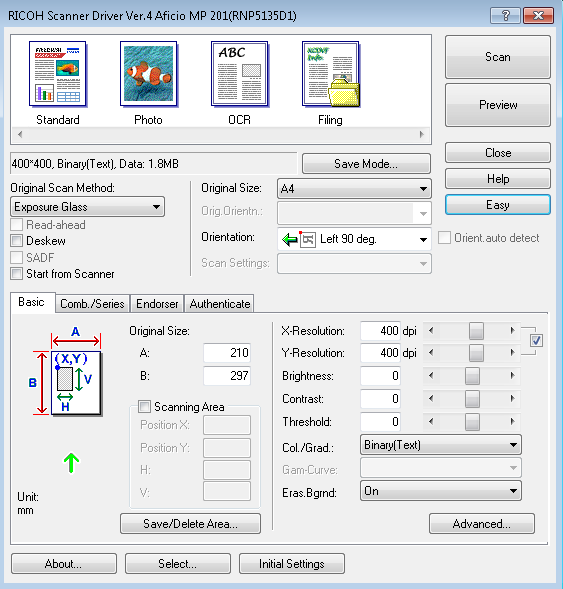 RICOH Scanner Driver Ver.4 Aficio MP 201(RNP5135D1)
ABC
Standard
Photo
OCR
Filing
Scan
Preview
400*400, Binary(Text), Data: 1.8MB
Save Mode...
Close
Help
Easy
Original Scan Method:
Exposure Glass
Read-ahead
Deskew
SADF
Start from Scanner
Original Size:
A4
Orig.Orientn.:
Orientation:
Left 90 deg.
Orient.auto detect
Scan Settings:
Basic
Comb./Series
Endorser
Authenticate
A
(X,Y)
B
V
H
Unit:
mm
Original Size:
A:
210
B:
297
Scanning Area
Position X:
Position Y:
H:
V:
Save/Delete Area...
X-Resolution:
400 dpi
Y-Resolution:
400 dpi
Brightness:
0
Contrast:
0
Threshold:
0
Col./Grad.:
Binary(Text)
Gam-Curve:
Eras.Bgrnd:
On
Advanced...
About...
Select...
Initial Settings